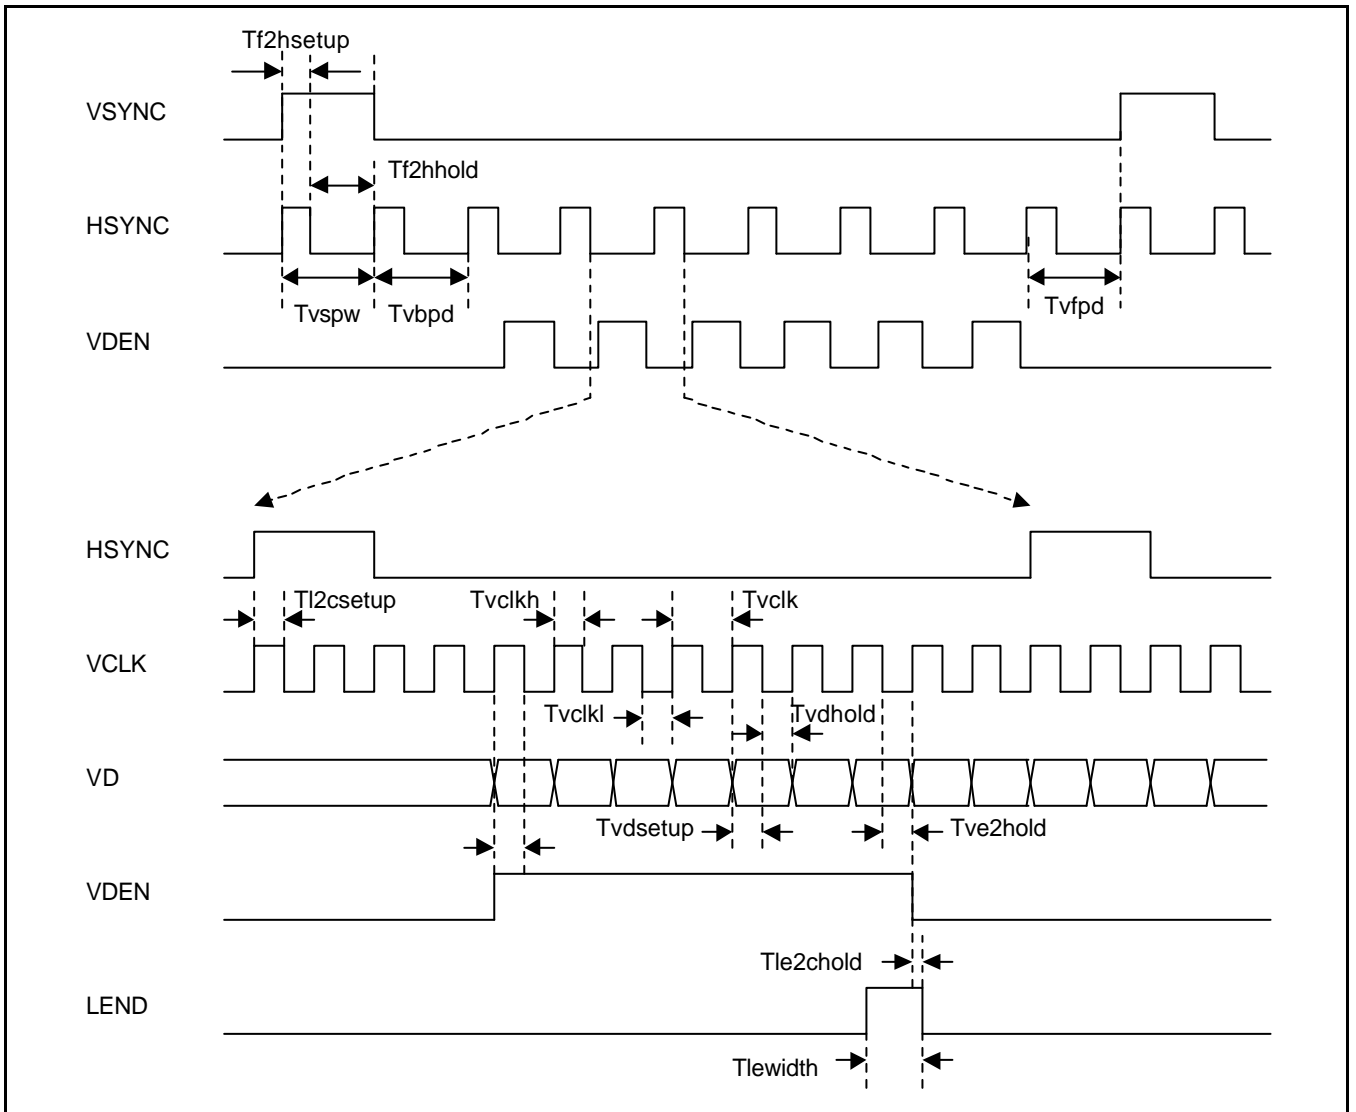 Tf2hsetup
VSYNC
Tf2hhold
HSYNC
Tvspw Tvbpd Tvfpd
VDEN
HSYNC
Tl2csetup Tvclkh Tvclk
VCLK
Tvclkl Tvdhold
VD
Tvdsetup Tve2hold
VDEN
Tle2chold
LEND
Tlewidth